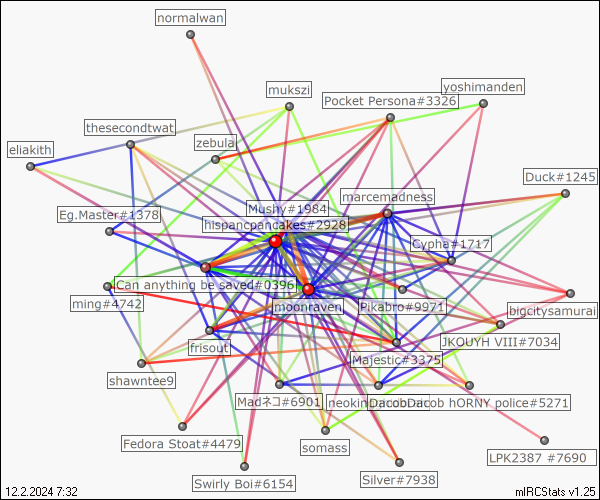 normalwan
mukszi
yoshimanden
Pocket Persona#3326
thesecondtwat
zebula
eliakith
Duck#1245
marcemadness
Mushy#1984
Eg.Master#1378
hispancpancakes#2928
Cypha#1717
Can anything be saved#0396
ming#4742
moonraven
Pikabro#9971
bigcitysamurai
JKOUYH VIII#7034
frisout
Majestic#3375
shawntee9
Madネコ#6901
DacobDacob hORNY police#5271
somass
Fedora Stoat#4479
LPK2387 #7690
Swirly Boi#6154
Silver#7938
12.2.2024 7:32
mIRCStats v1.25